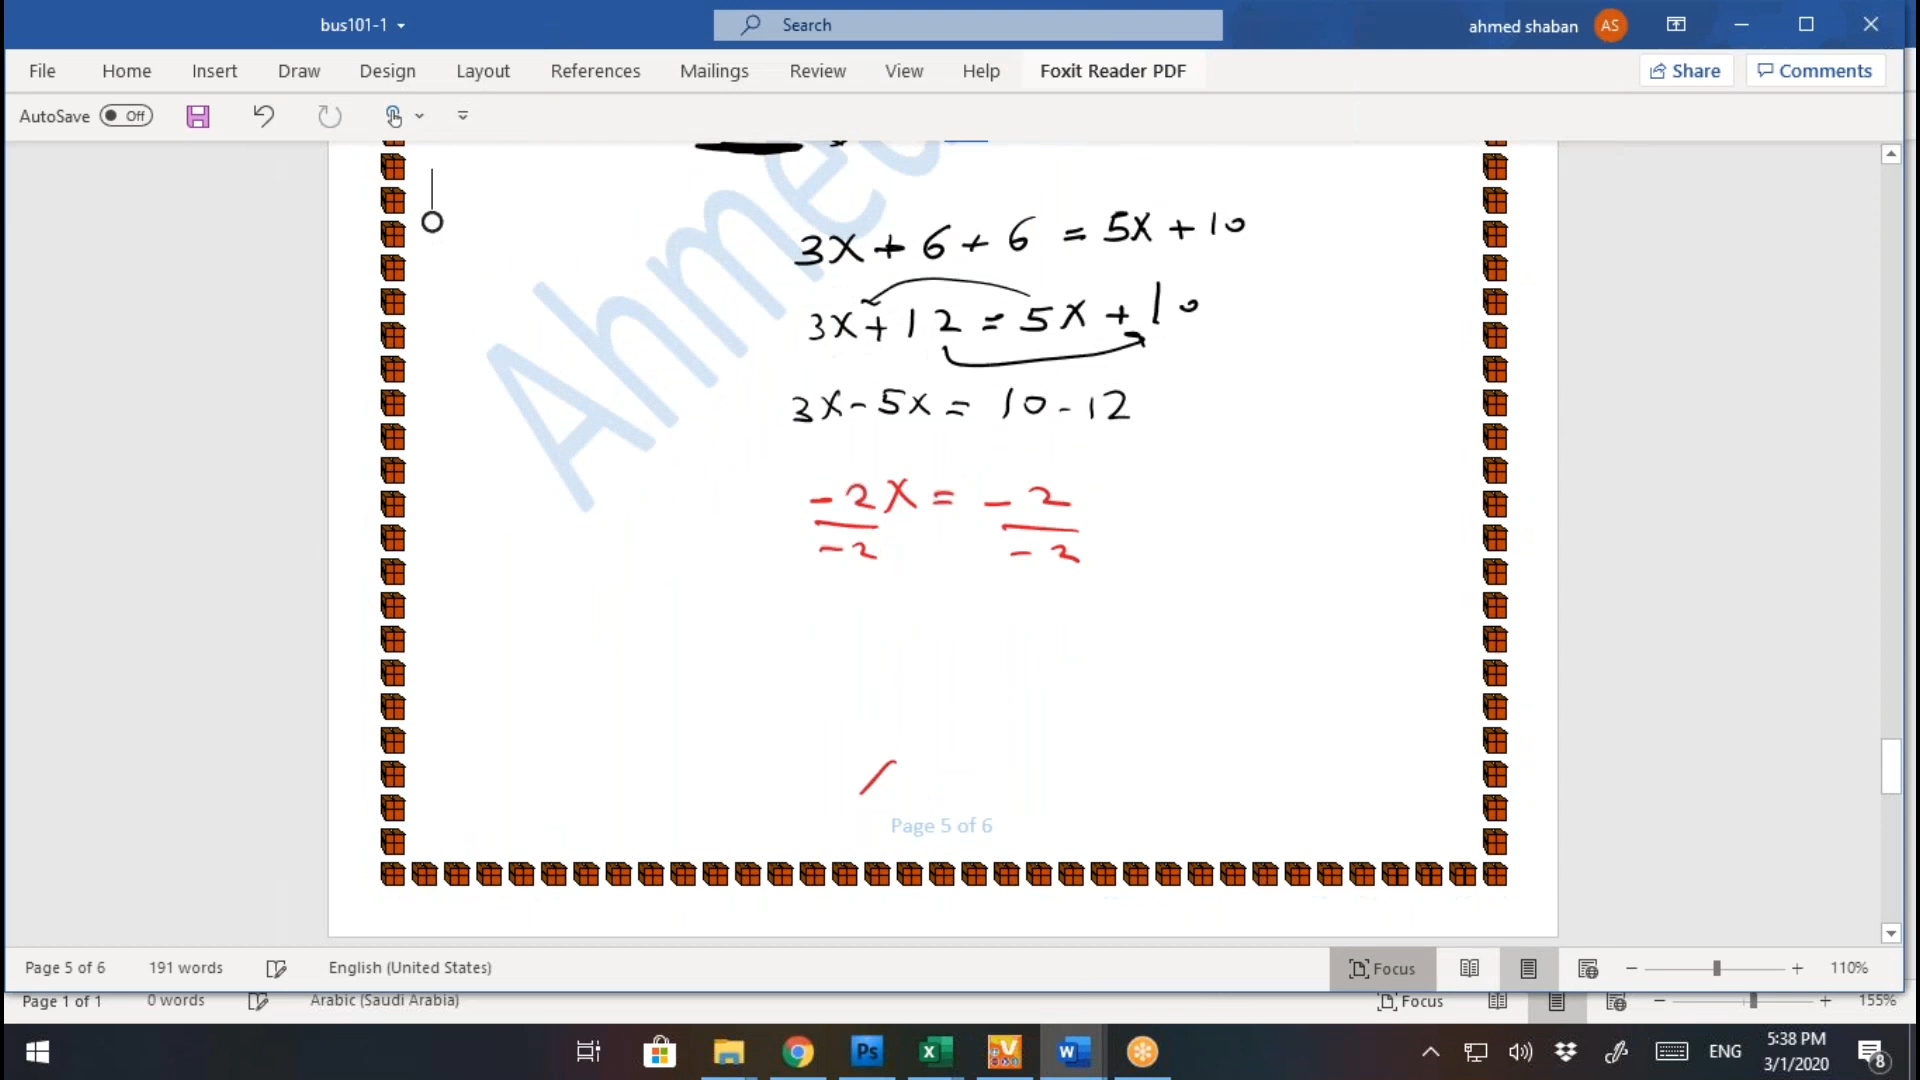 bus101-1
Search
ahmed shaban
AS
File Home Insert Draw Design Layout References Mailings Review View Help Foxit Reader PDF
Share Comments
AutoSave Off
Ahmed
3x + 6 + 6 = 5x + 10
3x + 12 = 5x + 10
3x - 5x = 10 - 12
-2x = -2
-2 -2
Page 5 of 6
Page 5 of 6 191 words English (United States) Focus 110%
Page 1 of 1 0 words Arabic (Saudi Arabia) Focus 155%
Ps
ENG
5:38 PM
3/1/2020
8